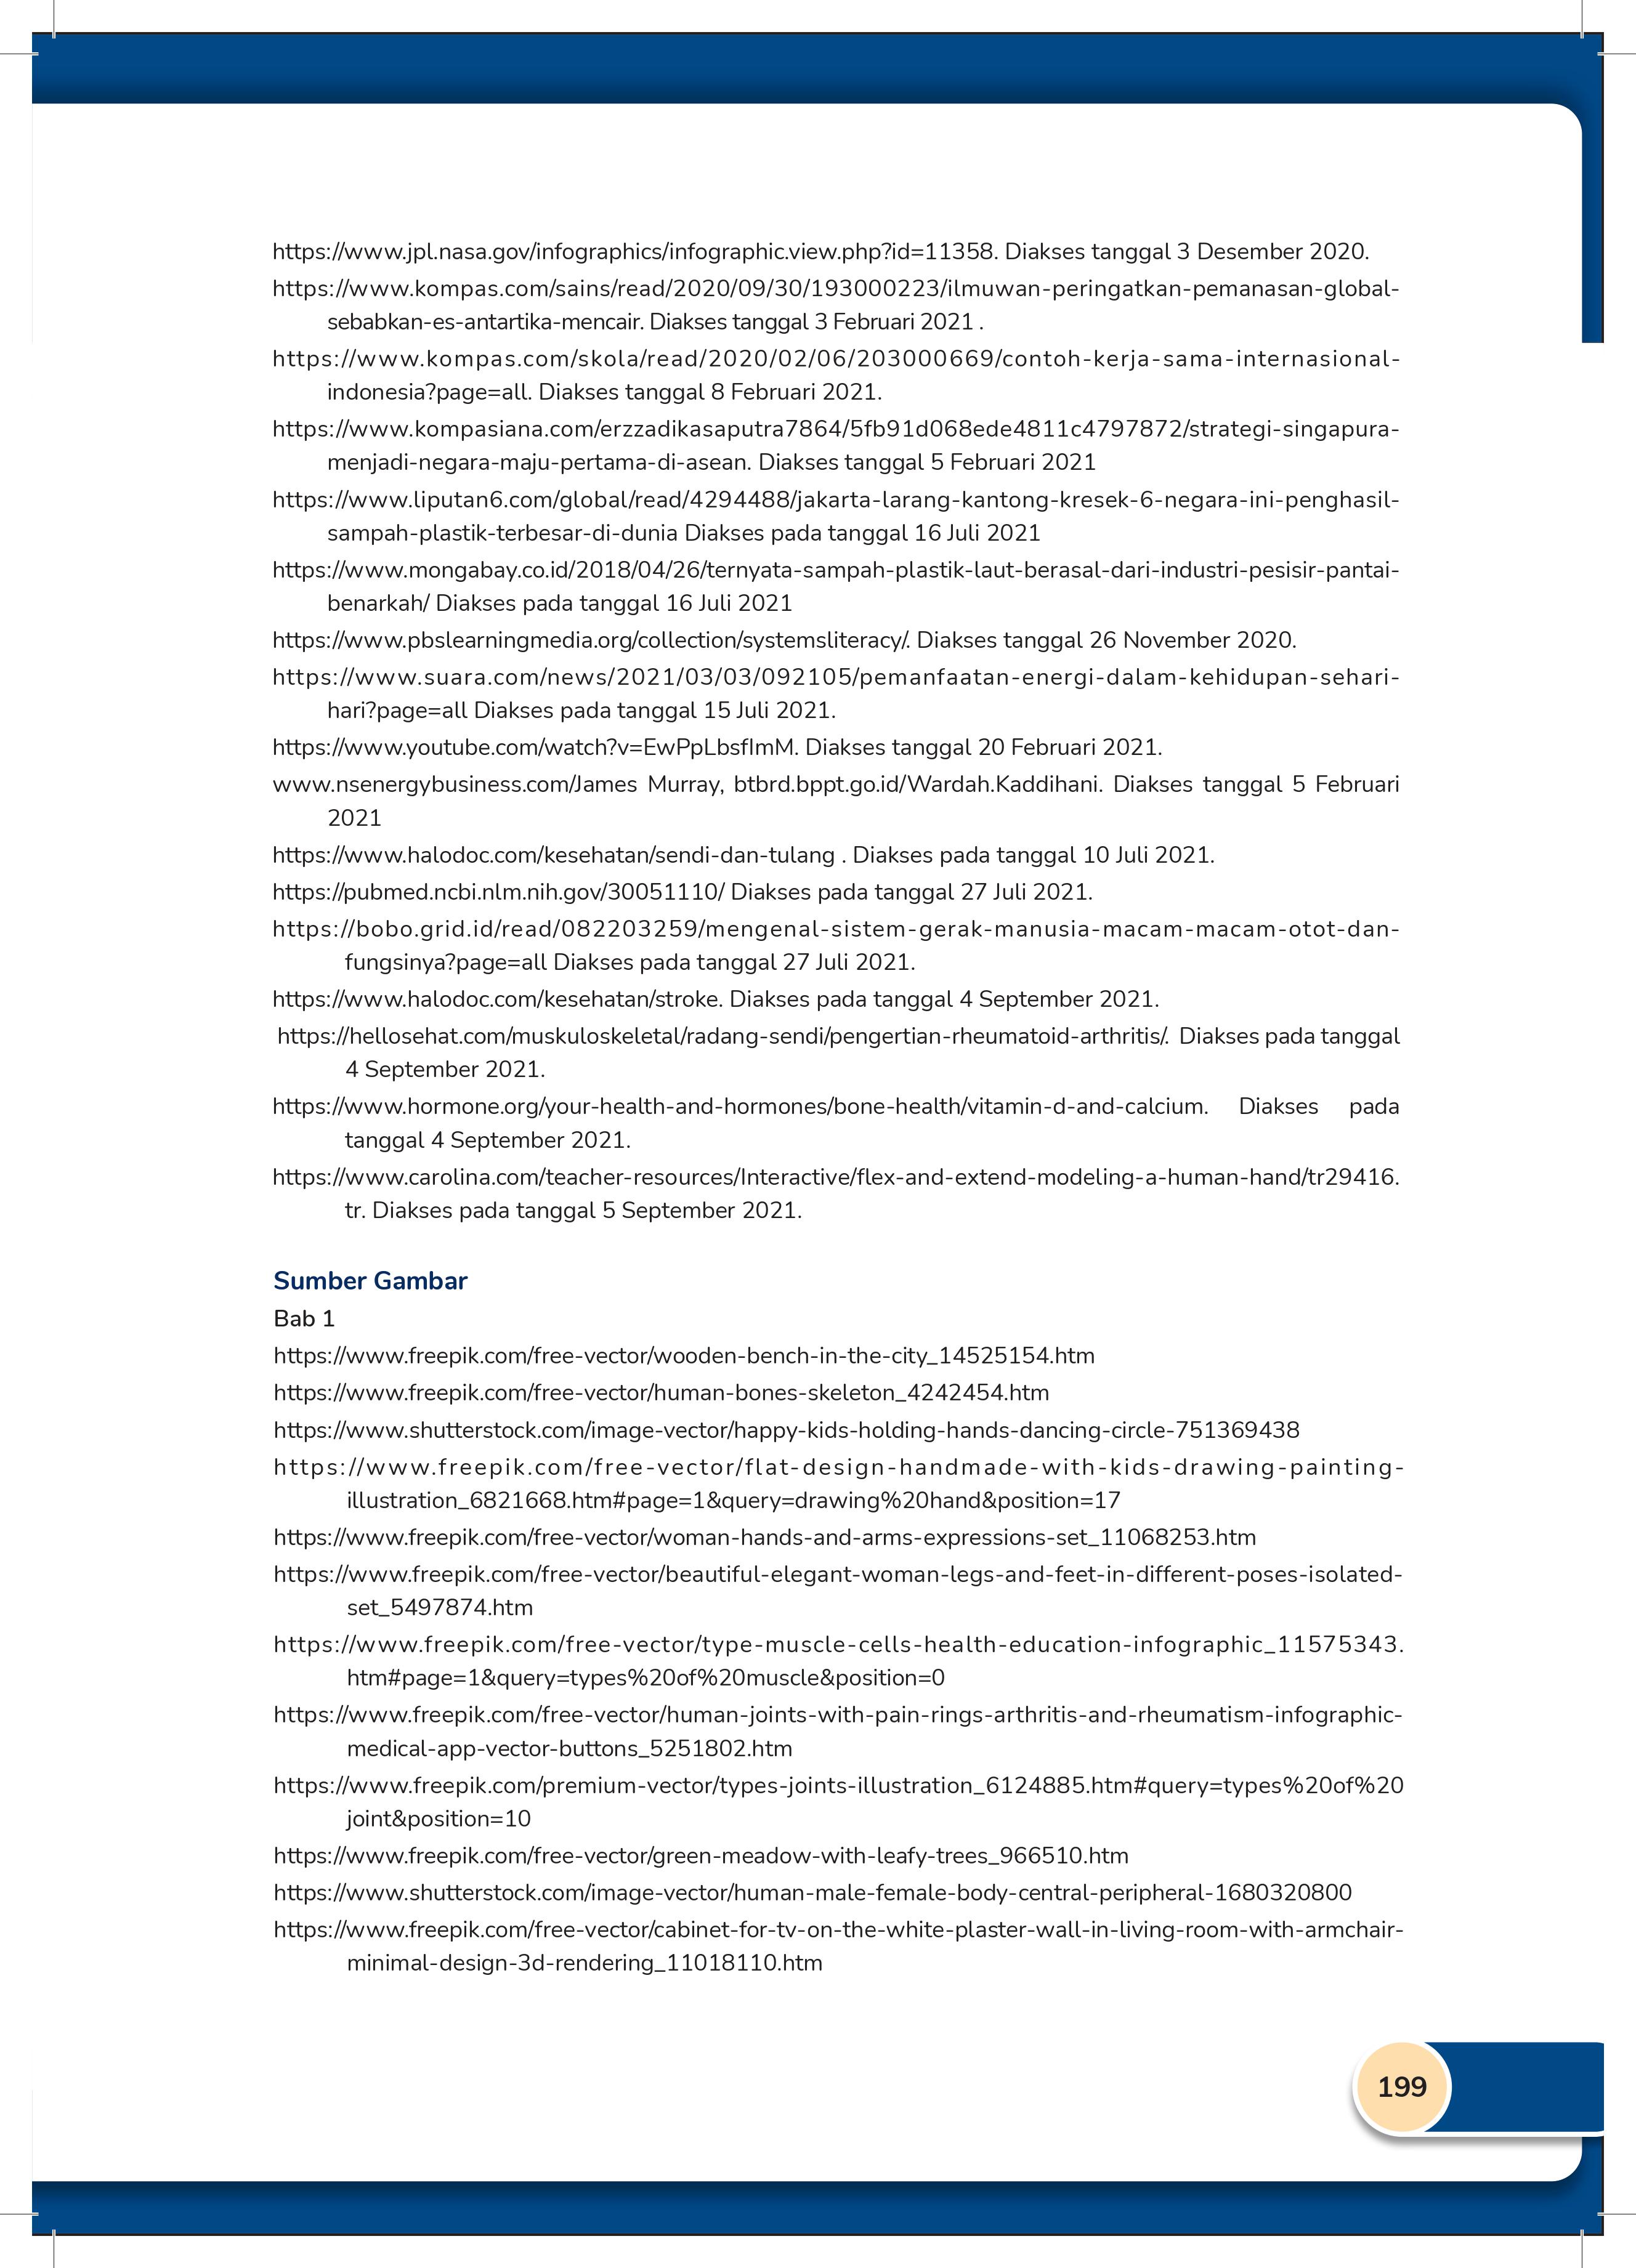 https://www.jpl.nasa.gov/infographics/infographic.view.php?id=11358. Diakses tanggal 3 Desember 2020.
https://www.kompas.com/sains/read/2020/09/30/193000223/ilmuwan-peringatkan-pemanasan-global-
sebabkan-es-antartika-mencair. Diakses tanggal 3 Februari 2021 .
https://www.kompas.com/skola/read/2020/02/06/203000669/contoh-kerja-sama-internasional-
indonesia?page=all. Diakses tanggal 8 Februari 2021.
https://www.kompasiana.com/erzzadikasaputra7864/5fb91d068ede4811c4797872/strategi-singapura-
menjadi-negara-maju-pertama-di-asean. Diakses tanggal 5 Februari 2021
https://www.liputan6.com/global/read/4294488/jakarta-larang-kantong-kresek-6-negara-ini-penghasil-
sampah-plastik-terbesar-di-dunia Diakses pada tanggal 16 Juli 2021
https://www.mongabay.co.id/2018/04/26/ternyata-sampah-plastik-laut-berasal-dari-industri-pesisir-pantai-
benarkah/ Diakses pada tanggal 16 Juli 2021
https://www.pbslearningmedia.org/collection/systemsliteracy/. Diakses tanggal 26 November 2020.
https://www.suara.com/news/2021/03/03/092105/pemanfaatan-energi-dalam-kehidupan-sehari-
hari?page=all Diakses pada tanggal 15 Juli 2021.
https://www.youtube.com/watch?v=EwPpLbsfImM. Diakses tanggal 20 Februari 2021.
www.nsenergybusiness.com/James Murray, btbrd.bppt.go.id/Wardah.Kaddihani. Diakses tanggal 5 Februari
2021
https://www.halodoc.com/kesehatan/sendi-dan-tulang . Diakses pada tanggal 10 Juli 2021.
https://pubmed.ncbi.nlm.nih.gov/30051110/ Diakses pada tanggal 27 Juli 2021.
https://bobo.grid.id/read/082203259/mengenal-sistem-gerak-manusia-macam-macam-otot-dan-
fungsinya?page=all Diakses pada tanggal 27 Juli 2021.
https://www.halodoc.com/kesehatan/stroke. Diakses pada tanggal 4 September 2021.
https://hellosehat.com/muskuloskeletal/radang-sendi/pengertian-rheumatoid-arthritis/. Diakses pada tanggal
4 September 2021.
https://www.hormone.org/your-health-and-hormones/bone-health/vitamin-d-and-calcium. Diakses pada
tanggal 4 September 2021.
https://www.carolina.com/teacher-resources/Interactive/flex-and-extend-modeling-a-human-hand/tr29416.
tr. Diakses pada tanggal 5 September 2021.
Sumber Gambar
Bab 1
https://www.freepik.com/free-vector/wooden-bench-in-the-city_14525154.htm
https://www.freepik.com/free-vector/human-bones-skeleton_4242454.htm
https://www.shutterstock.com/image-vector/happy-kids-holding-hands-dancing-circle-751369438
https://www.freepik.com/free-vector/flat-design-handmade-with-kids-drawing-painting-
illustration_6821668.htm#page=1&query=drawing%20hand&position=17
https://www.freepik.com/free-vector/woman-hands-and-arms-expressions-set_11068253.htm
https://www.freepik.com/free-vector/beautiful-elegant-woman-legs-and-feet-in-different-poses-isolated-
set_5497874.htm
https://www.freepik.com/free-vector/type-muscle-cells-health-education-infographic_11575343.
htm#page=1&query=types%20of%20muscle&position=0
https://www.freepik.com/free-vector/human-joints-with-pain-rings-arthritis-and-rheumatism-infographic-
medical-app-vector-buttons_5251802.htm
https://www.freepik.com/premium-vector/types-joints-illustration_6124885.htm#query=types%20of%20
joint&position=10
https://www.freepik.com/free-vector/green-meadow-with-leafy-trees_966510.htm
https://www.shutterstock.com/image-vector/human-male-female-body-central-peripheral-1680320800
https://www.freepik.com/free-vector/cabinet-for-tv-on-the-white-plaster-wall-in-living-room-with-armchair-
minimal-design-3d-rendering_11018110.htm
199